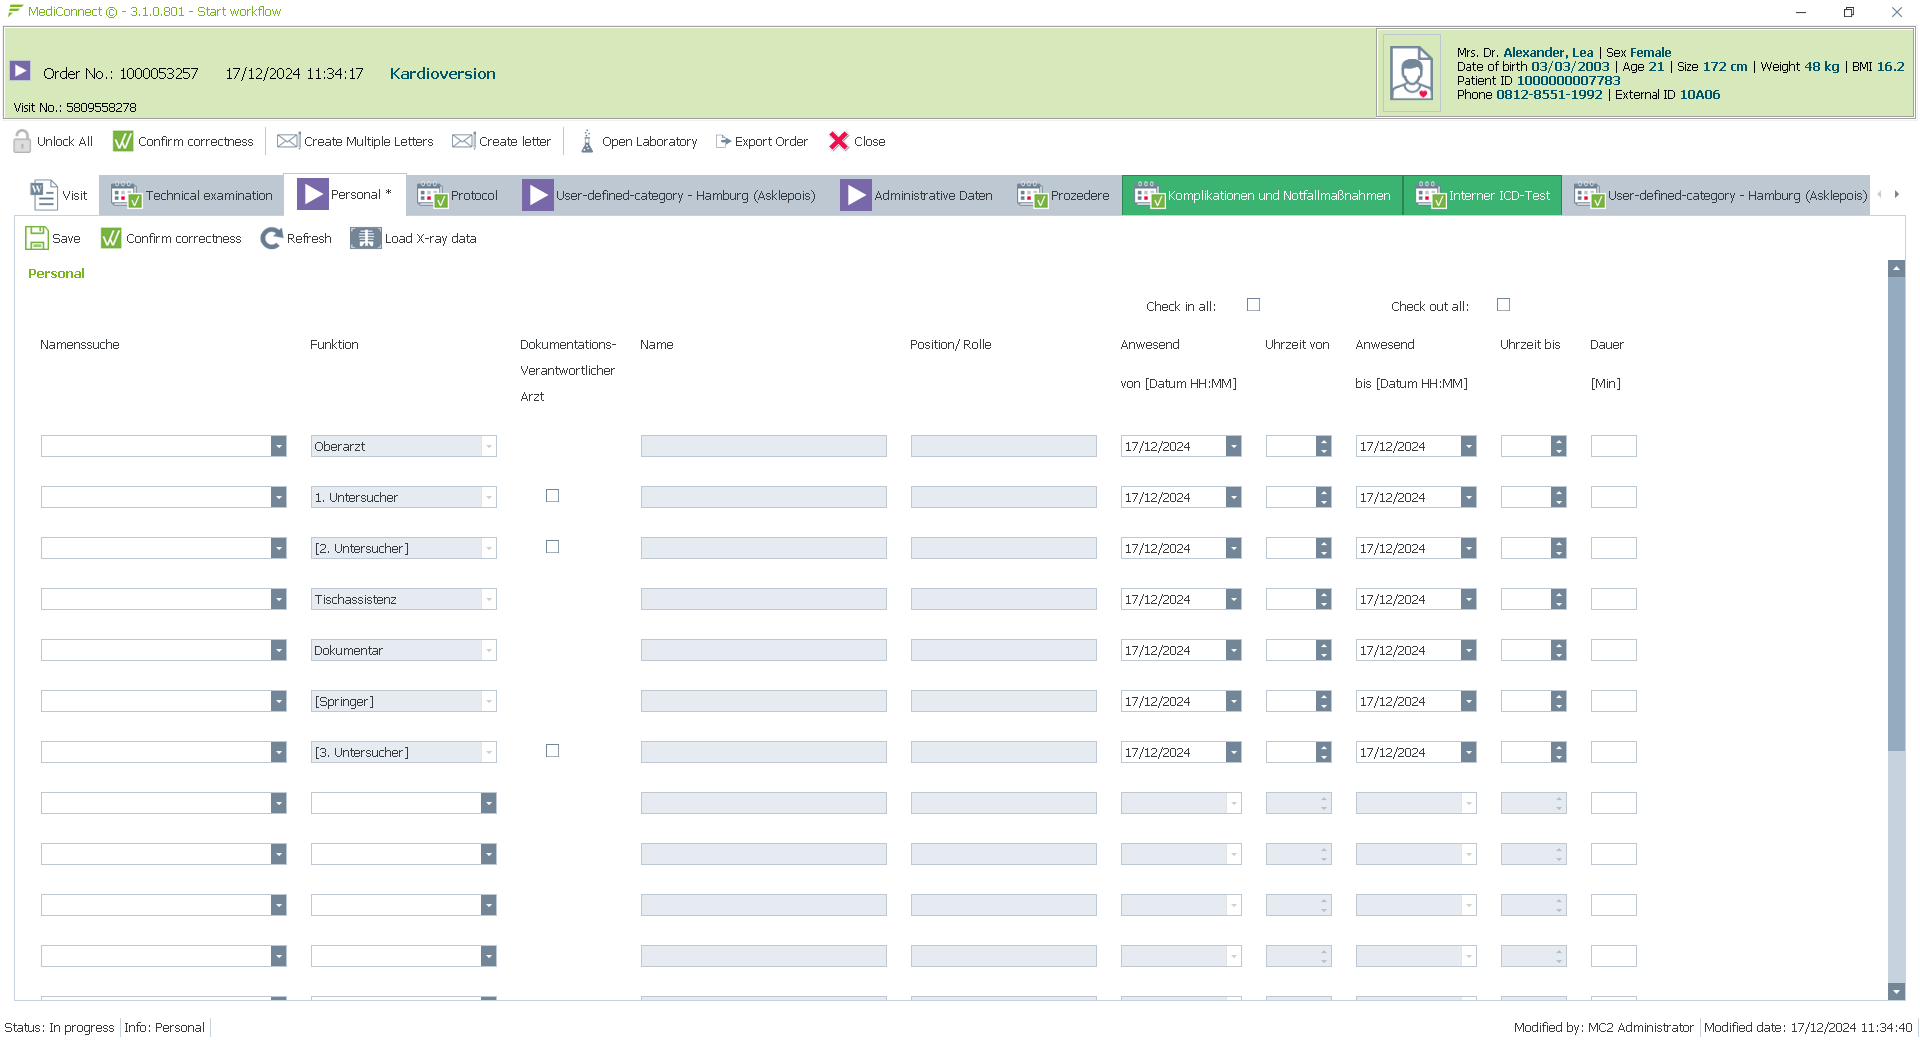 MediConnect © - 3.1.0.801 - Start workflow
Order No.: 1000053257 17/12/2024 11:34:17 Kardioversion
Visit No.: 5809558278
Mrs. Dr. Alexander, Lea | Sex Female
Date of birth 03/03/2003 | Age 21 | Size 172 cm | Weight 48 kg | BMI 16.2
Patient ID 1000000007783
Phone 0812-8551-1992 | External ID 10A06
Unlock All Confirm correctness Create Multiple Letters Create letter Open Laboratory Export Order Close
Visit Technical examination Personal * Protocol User-defined-category - Hamburg (Asklepois) Administrative Daten Prozedere Komplikationen und Notfallmaßnahmen Interner ICD-Test User-defined-category - Hamburg (Asklepois)
Save Confirm correctness Refresh Load X-ray data
Personal
Check in all: Check out all:
Namenssuche Funktion Dokumentations- Name Position/ Rolle Anwesend Uhrzeit von Anwesend Uhrzeit bis Dauer
Verantwortlicher
von [Datum HH:MM] bis [Datum HH:MM] [Min]
Arzt
Oberarzt 17/12/2024 17/12/2024
1. Untersucher 17/12/2024 17/12/2024
[2. Untersucher] 17/12/2024 17/12/2024
Tischassistenz 17/12/2024 17/12/2024
Dokumentar 17/12/2024 17/12/2024
[Springer] 17/12/2024 17/12/2024
[3. Untersucher] 17/12/2024 17/12/2024
Status: In progress Info: Personal Modified by: MC2 Administrator Modified date: 17/12/2024 11:34:40